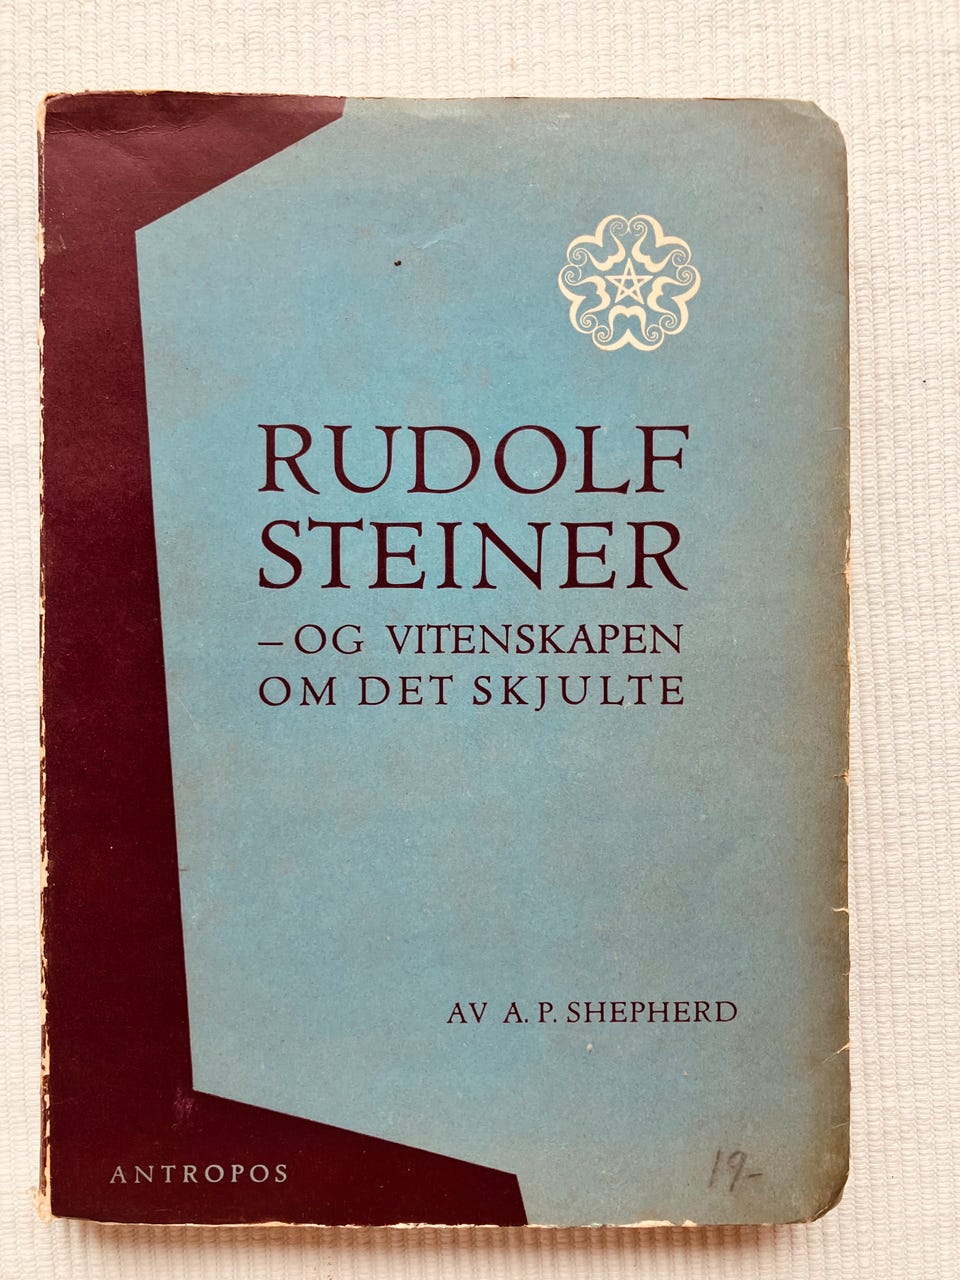 RUDOLF
STEINER
– OG VITENSKAPEN
OM DET SKJULTE
AV A. P. SHEPHERD
ANTROPOS
19-